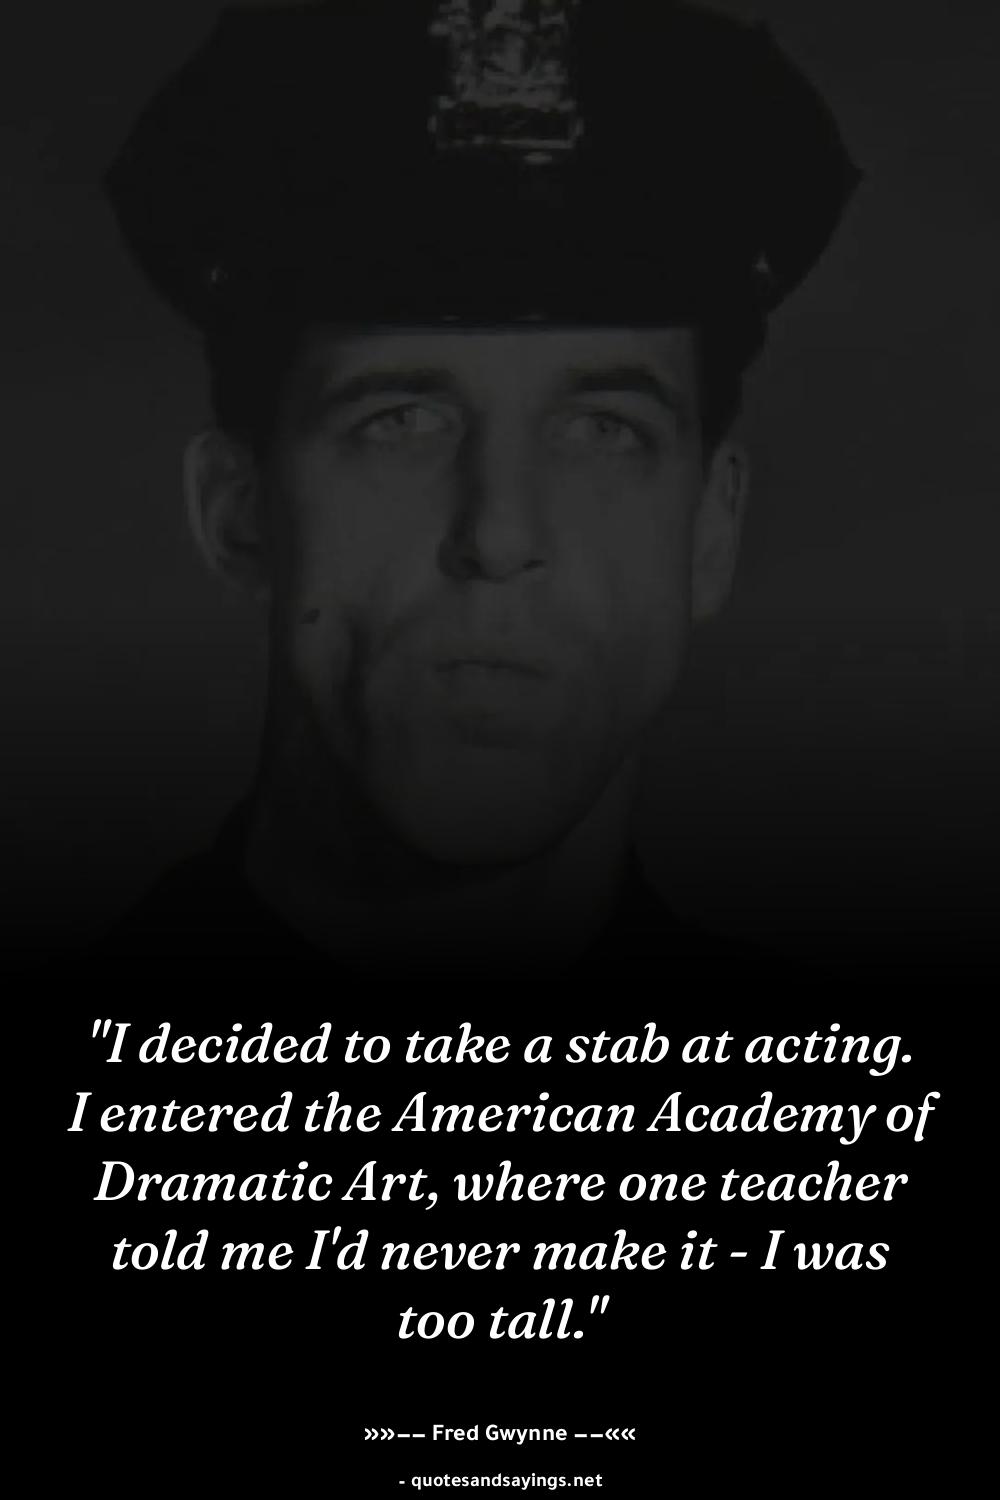 "I decided to take a stab at acting.
I entered the American Academy of
Dramatic Art, where one teacher
told me I'd never make it - I was
too tall."
»»–– Fred Gwynne ––««
- quotesandsayings.net